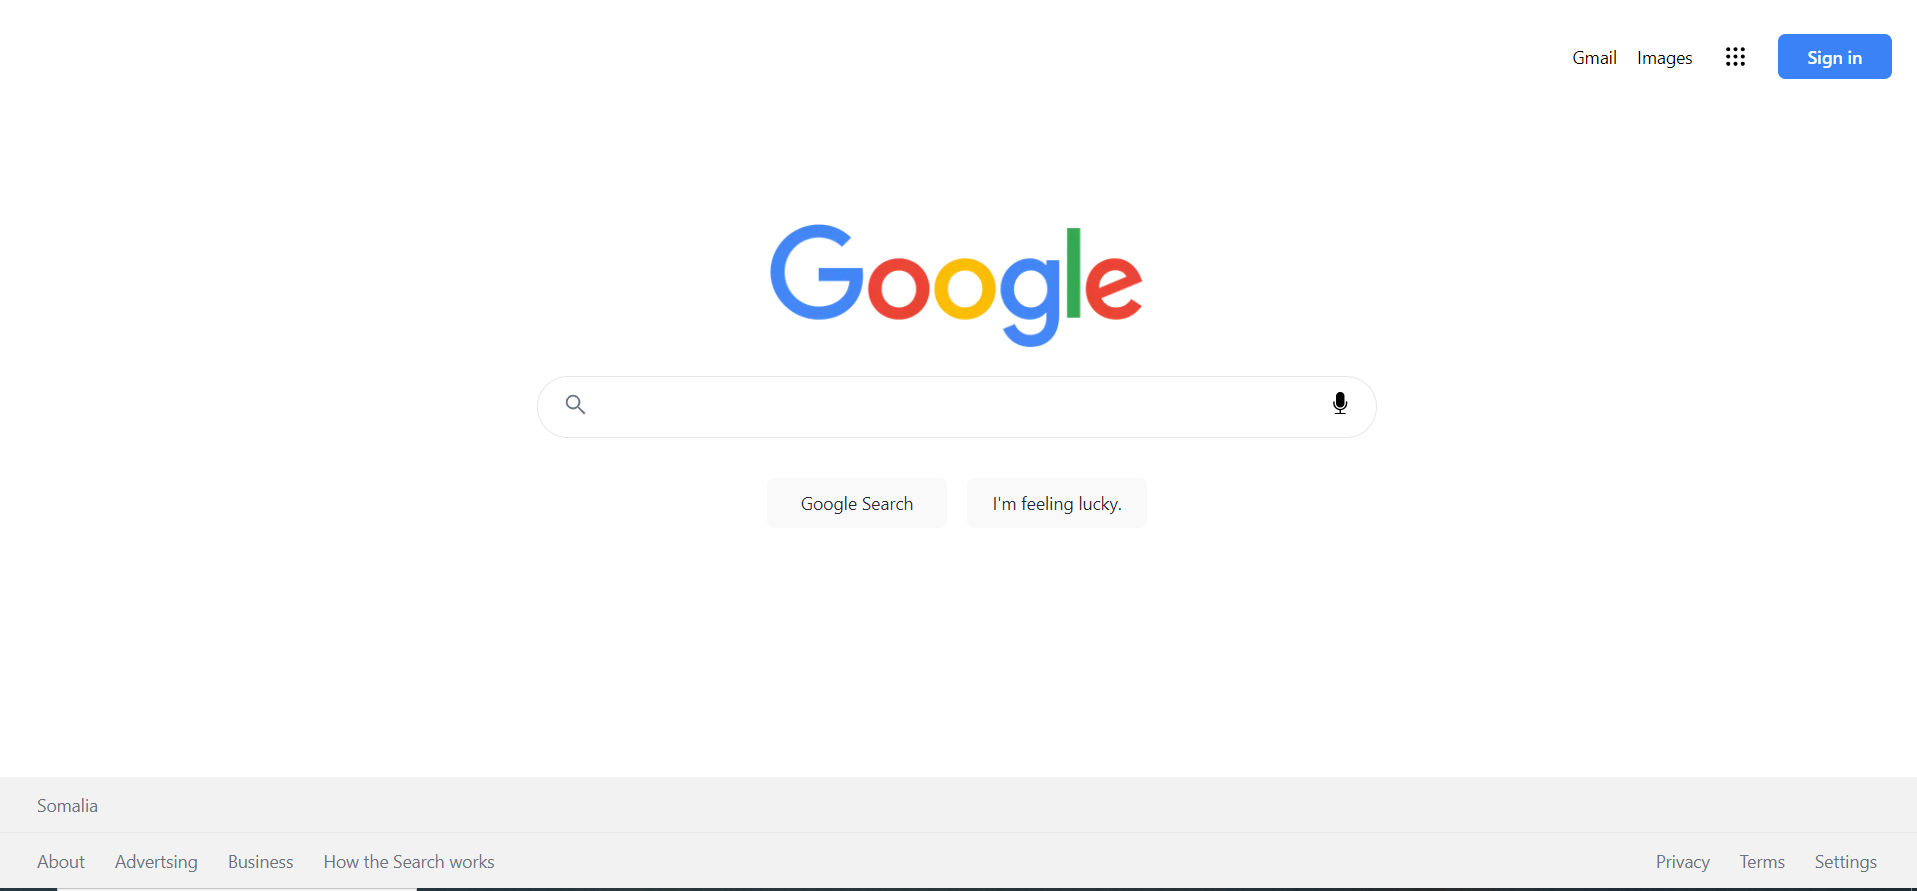 Gmail Images Sign in
Google
Google Search I'm feeling lucky.
Somalia
About Advertsing Business How the Search works Privacy Terms Settings